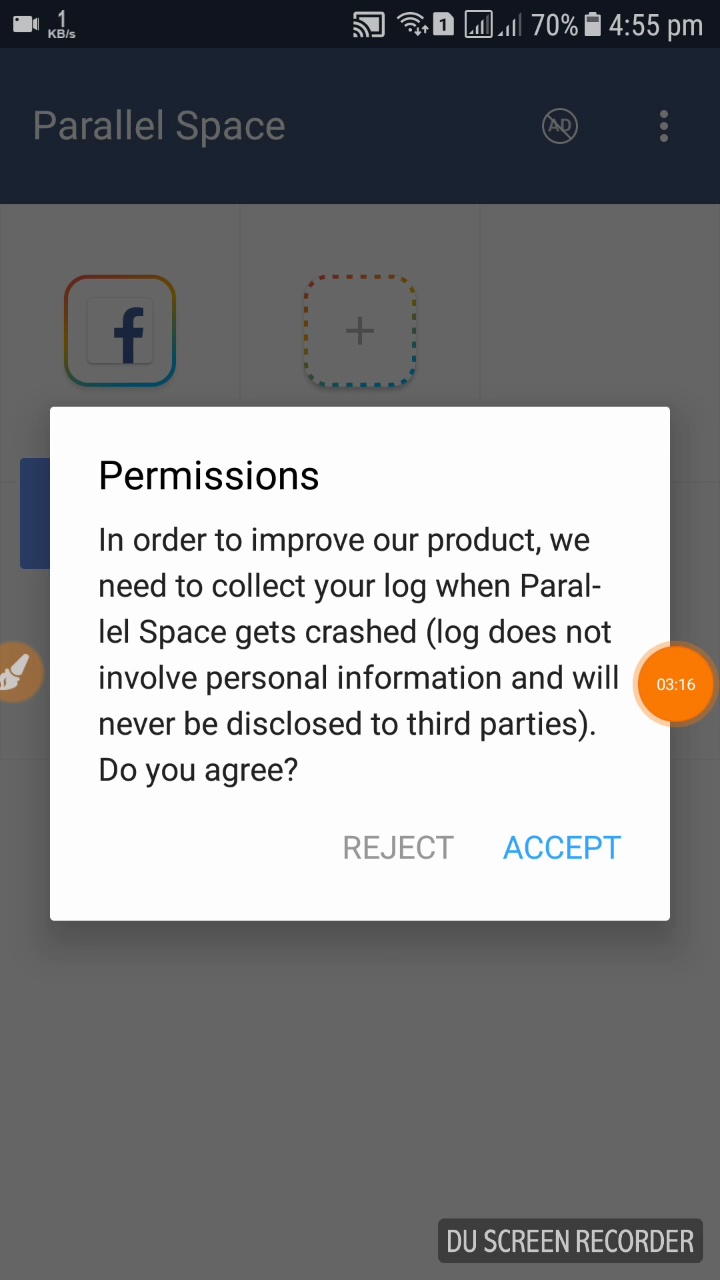 1
KB/s
1
70%
4:55 pm
Parallel Space
AD
f
Permissions
In order to improve our product, we
need to collect your log when Paral-
lel Space gets crashed (log does not
involve personal information and will
never be disclosed to third parties).
Do you agree?
03:16
REJECT
ACCEPT
DU SCREEN RECORDER